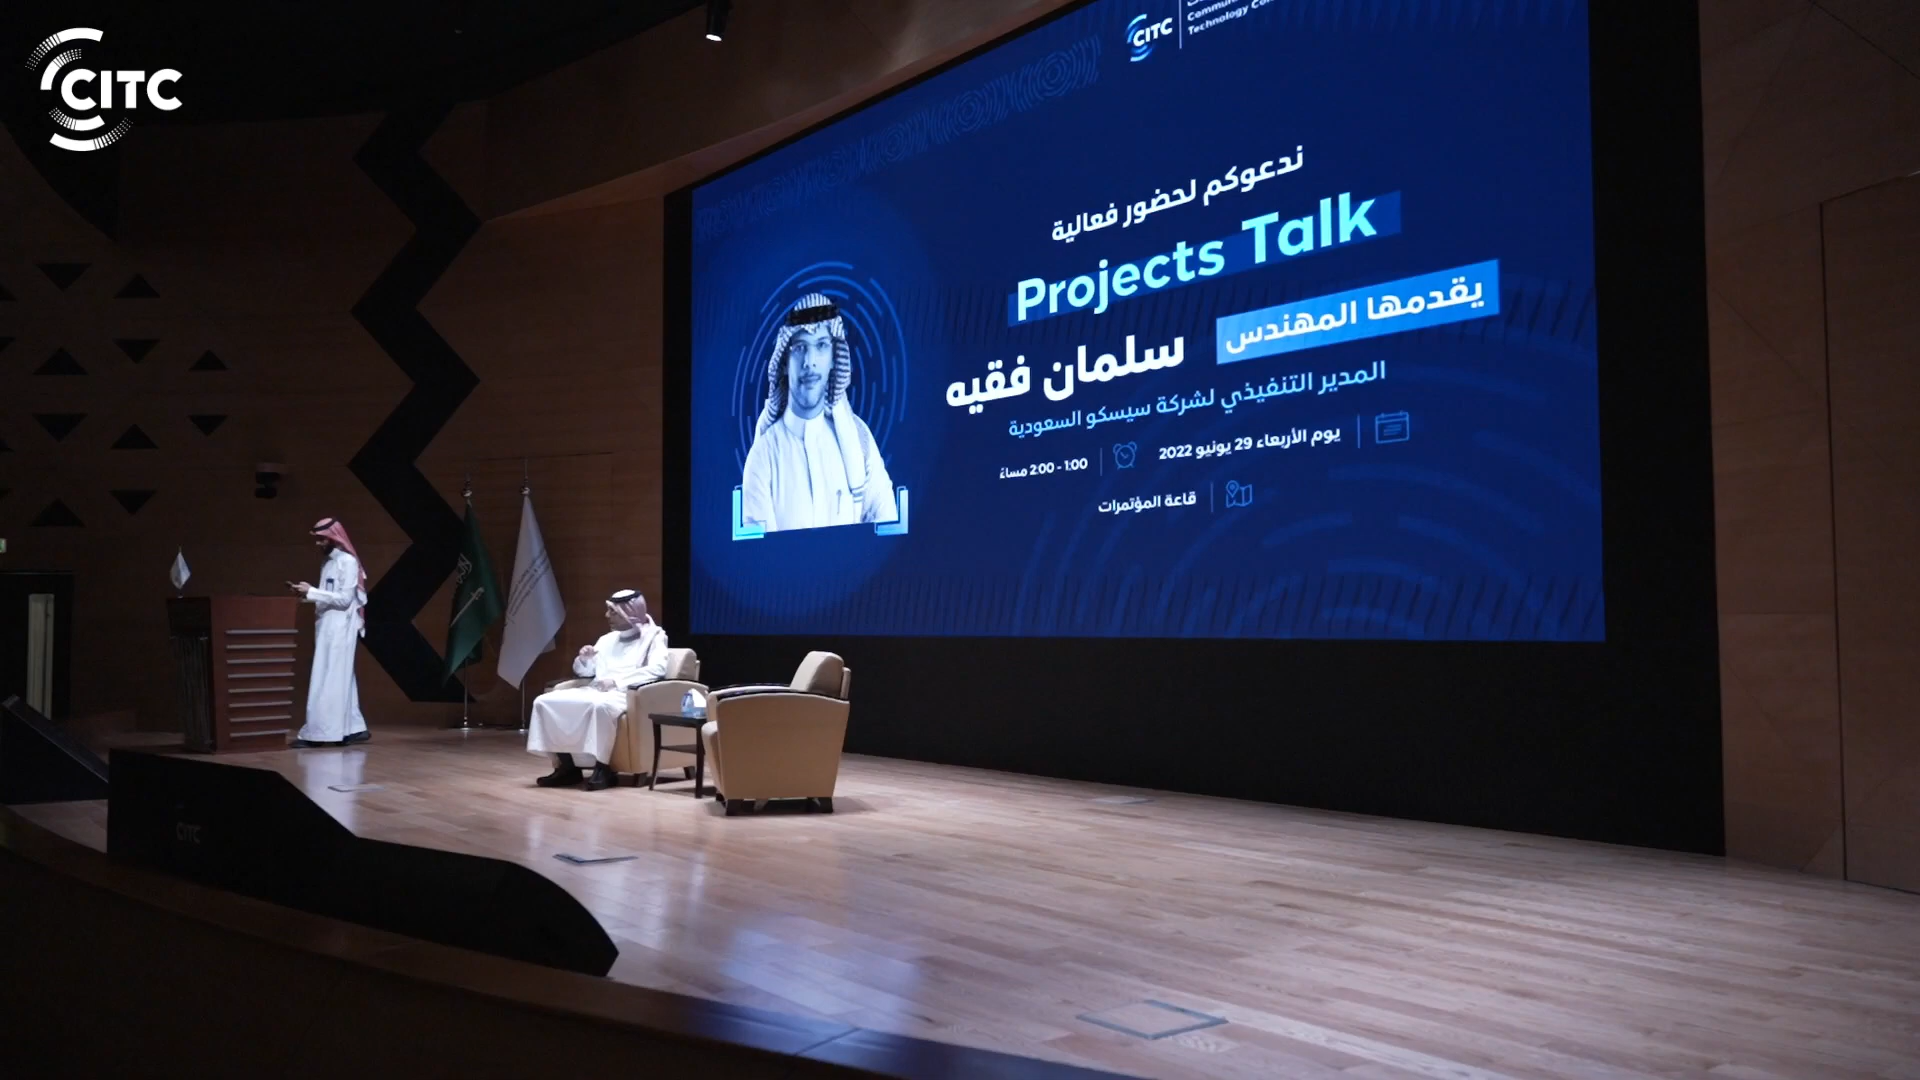 CITC
CITC
ندعوكم لحضور فعالية
Projects Talk
يقدمها المهندس سلمان فقيه
المدير التنفيذي لشركة سيسكو السعودية
يوم الأربعاء 29 يونيو 2022
1:00 - 2:00 مساءً
قاعة المؤتمرات
CITC